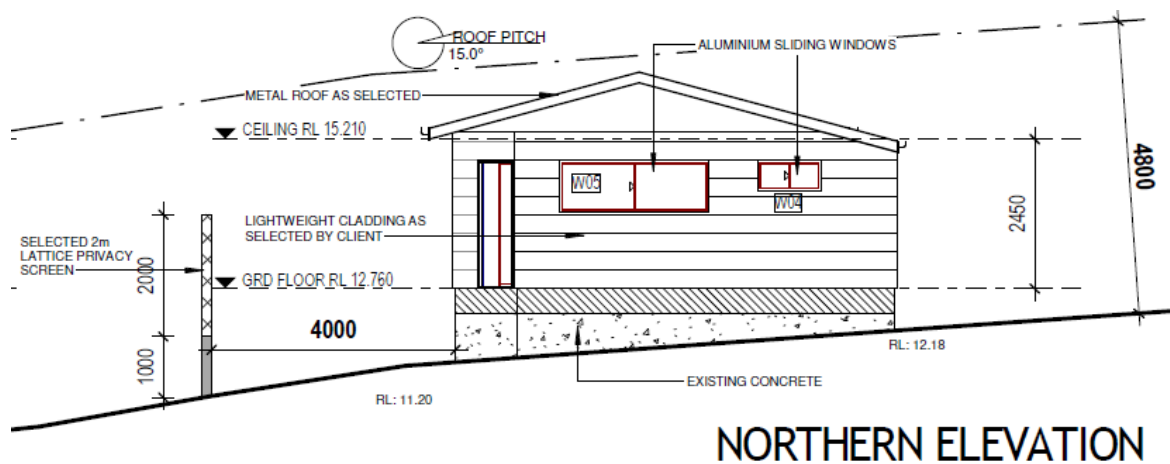 ROOF PITCH
15.0°
ALUMINIUM SLIDING WINDOWS
METAL ROOF AS SELECTED
CEILING RL 15.210
4800
W05
W04
2450
LIGHTWEIGHT CLADDING AS
SELECTED BY CLIENT
SELECTED 2m
LATTICE PRIVACY
SCREEN
2000
GRD FLOOR RL 12.760
4000
1000
RL: 12.18
EXISTING CONCRETE
RL: 11.20
NORTHERN ELEVATION